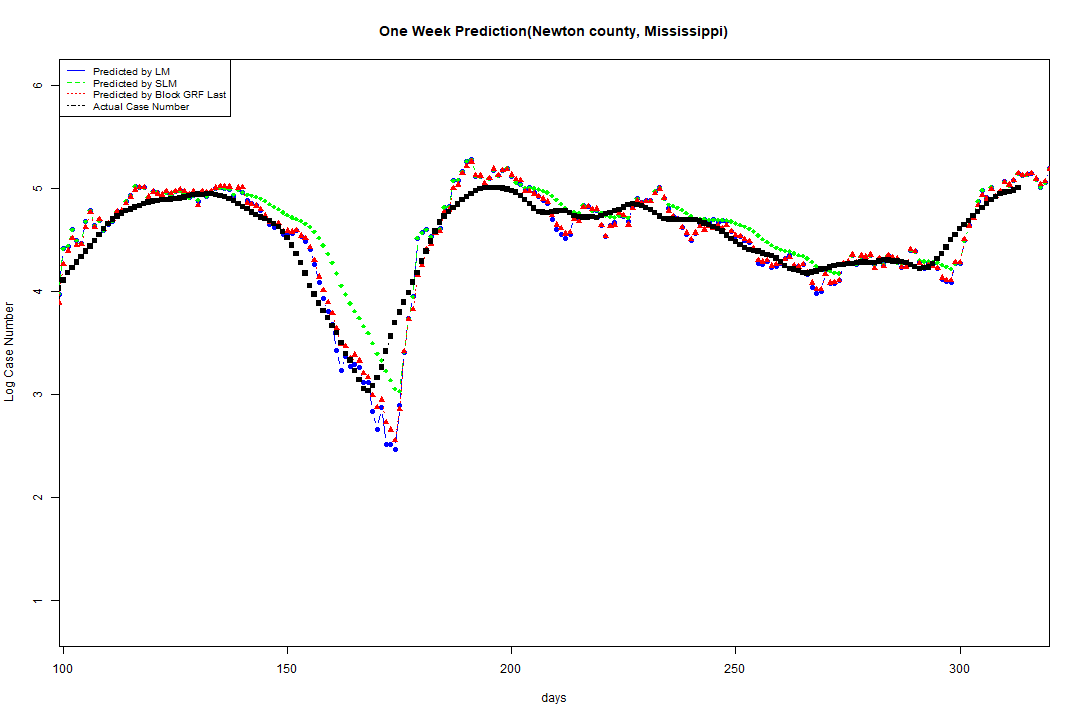 One Week Prediction(Newton county, Mississippi)
Predicted by LM
Predicted by SLM
Predicted by Block GRF Last
Actual Case Number
6
5
4
3
2
1
Log Case Number
100 150 200 250 300
days